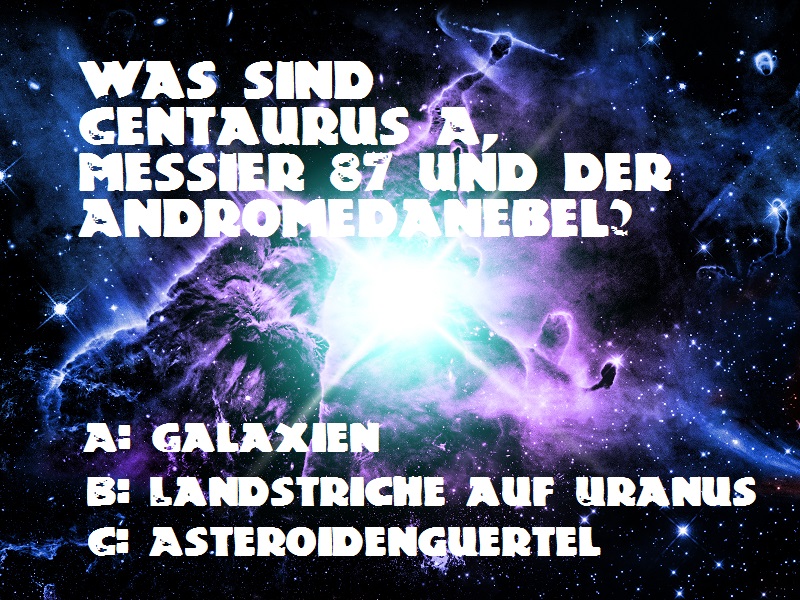 WAS SIND
CENTAURUS A,
MESSIER 87 UND DER
ANDROMEDANEBEL?
A: GALAXIEN
B: LANDSTRICHE AUF URANUS
C: ASTEROIDENGUERTEL